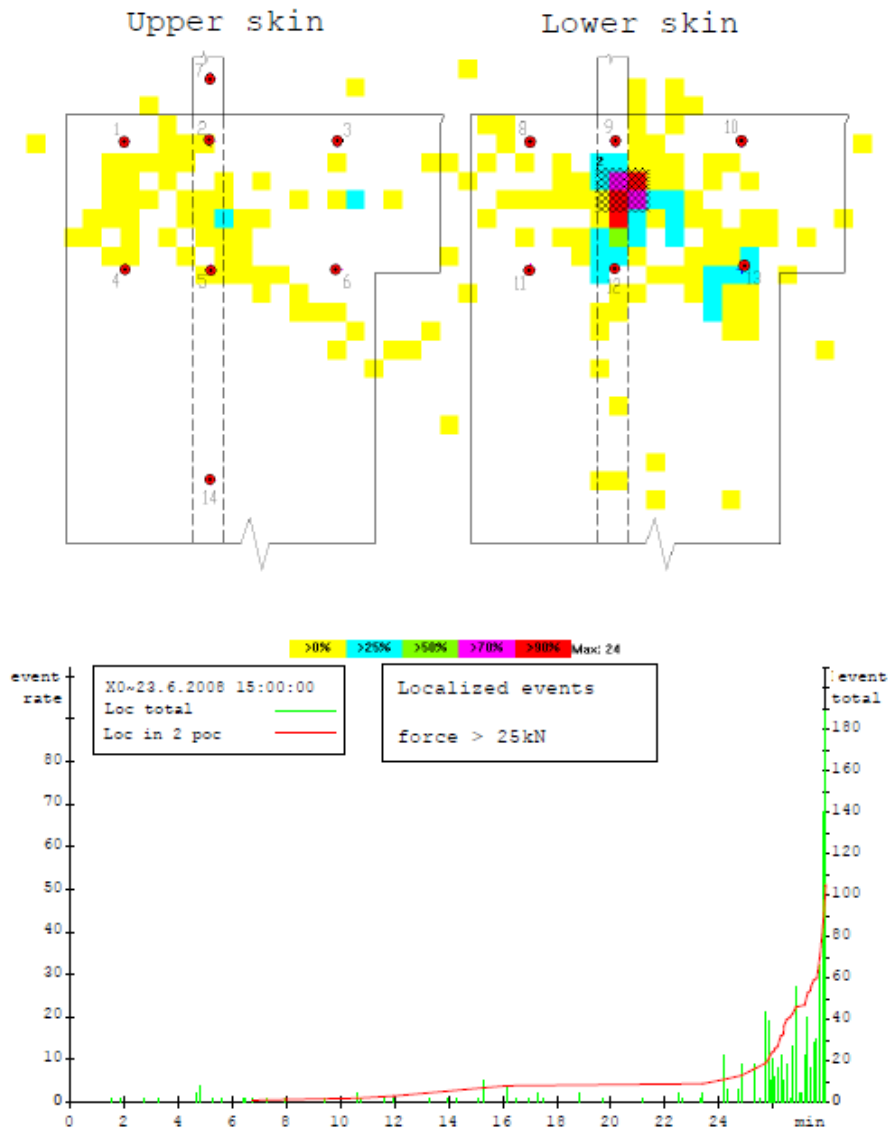 Upper skin Lower skin
7
1 2 3 8 9 10
2
4 5 6 11 12 13
14
>0% >25% >50% >70% >90% Max: 24
event rate
X0~23.6.2008 15:00:00
Loc total
Loc in 2 poc
Localized events
force > 25kN
event total
80
70
60
50
40
30
20
10
0
180
160
140
120
100
80
60
40
20
0
0 2 4 6 8 10 12 14 16 18 20 22 24 min